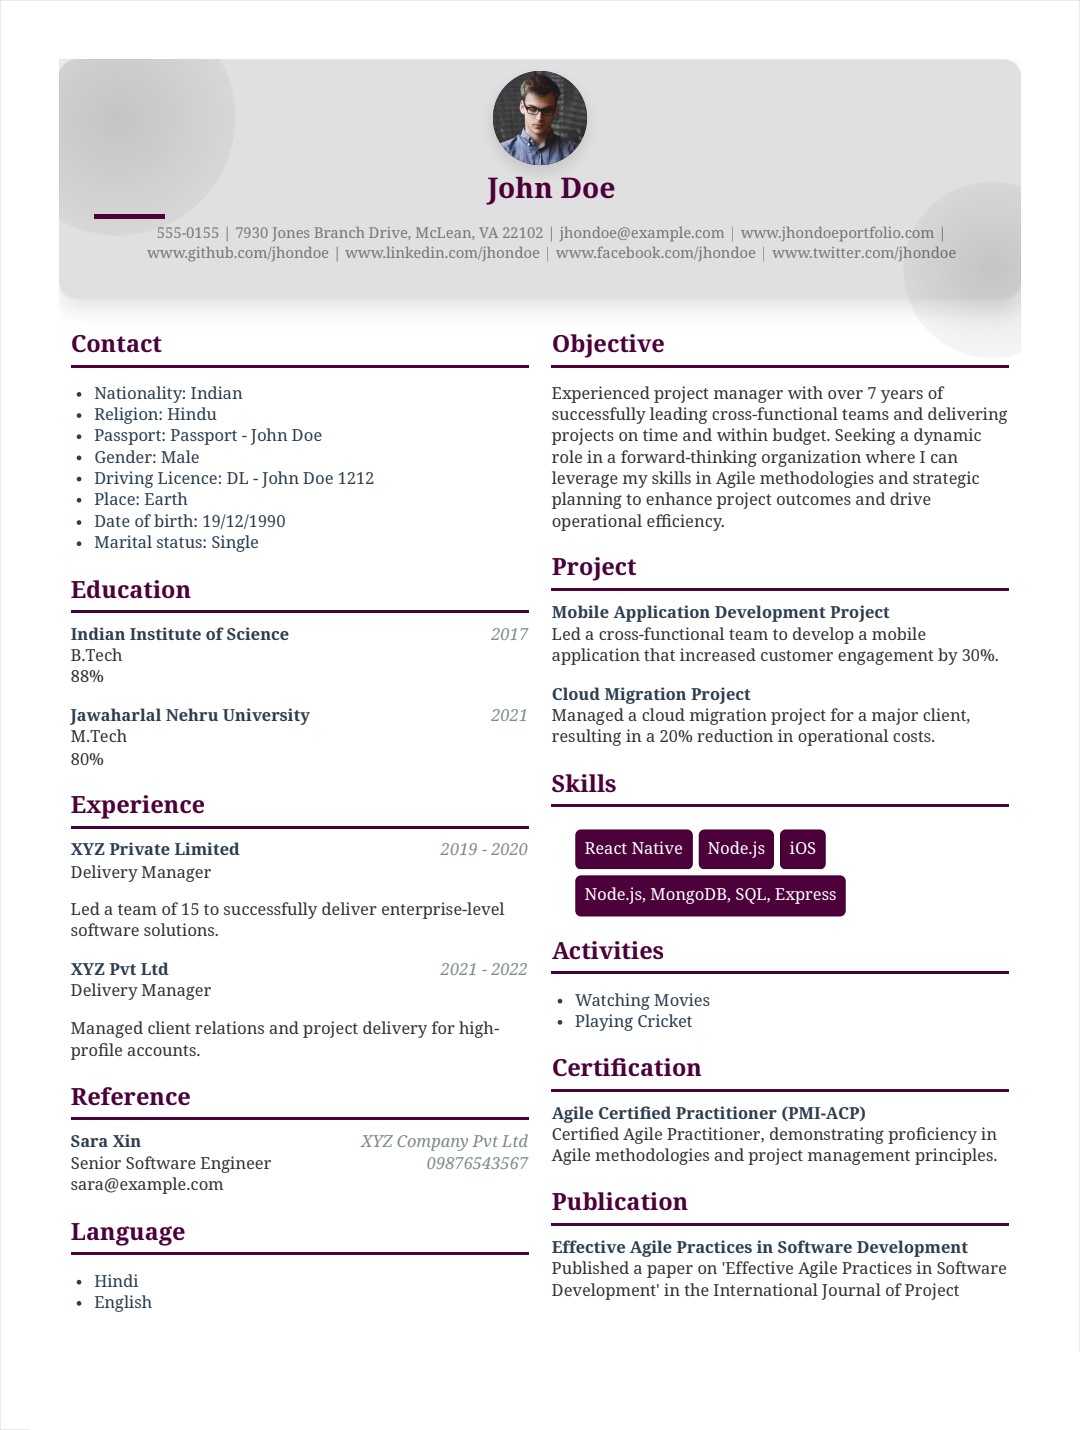 John Doe
555-0155 | 7930 Jones Branch Drive, McLean, VA 22102 | jhondoe@example.com | www.jhondoeportfolio.com |
www.github.com/jhondoe | www.linkedin.com/jhondoe | www.facebook.com/jhondoe | www.twitter.com/jhondoe
Contact
• Nationality: Indian
• Religion: Hindu
• Passport: Passport - John Doe
• Gender: Male
• Driving Licence: DL - John Doe 1212
• Place: Earth
• Date of birth: 19/12/1990
• Marital status: Single
Education
Indian Institute of Science 2017
B.Tech
88%
Jawaharlal Nehru University 2021
M.Tech
80%
Experience
XYZ Private Limited 2019 - 2020
Delivery Manager
Led a team of 15 to successfully deliver enterprise-level
software solutions.
XYZ Pvt Ltd 2021 - 2022
Delivery Manager
Managed client relations and project delivery for high-
profile accounts.
Reference
Sara Xin XYZ Company Pvt Ltd
Senior Software Engineer 09876543567
sara@example.com
Language
• Hindi
• English
Objective
Experienced project manager with over 7 years of
successfully leading cross-functional teams and delivering
projects on time and within budget. Seeking a dynamic
role in a forward-thinking organization where I can
leverage my skills in Agile methodologies and strategic
planning to enhance project outcomes and drive
operational efficiency.
Project
Mobile Application Development Project
Led a cross-functional team to develop a mobile
application that increased customer engagement by 30%.
Cloud Migration Project
Managed a cloud migration project for a major client,
resulting in a 20% reduction in operational costs.
Skills
React Native Node.js iOS
Node.js, MongoDB, SQL, Express
Activities
• Watching Movies
• Playing Cricket
Certification
Agile Certified Practitioner (PMI-ACP)
Certified Agile Practitioner, demonstrating proficiency in
Agile methodologies and project management principles.
Publication
Effective Agile Practices in Software Development
Published a paper on 'Effective Agile Practices in Software
Development' in the International Journal of Project